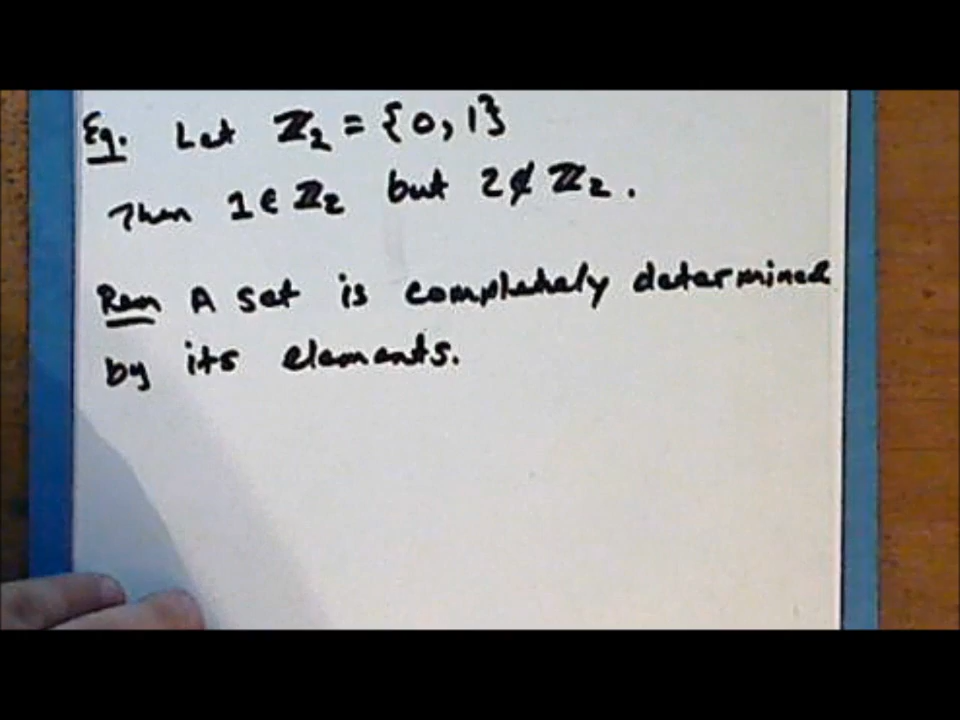 Eg. Let ℤ₂ = {0, 1}
Then 1 ∈ ℤ₂ but 2 ∉ ℤ₂.
Rem A set is completely determined
by its elements.